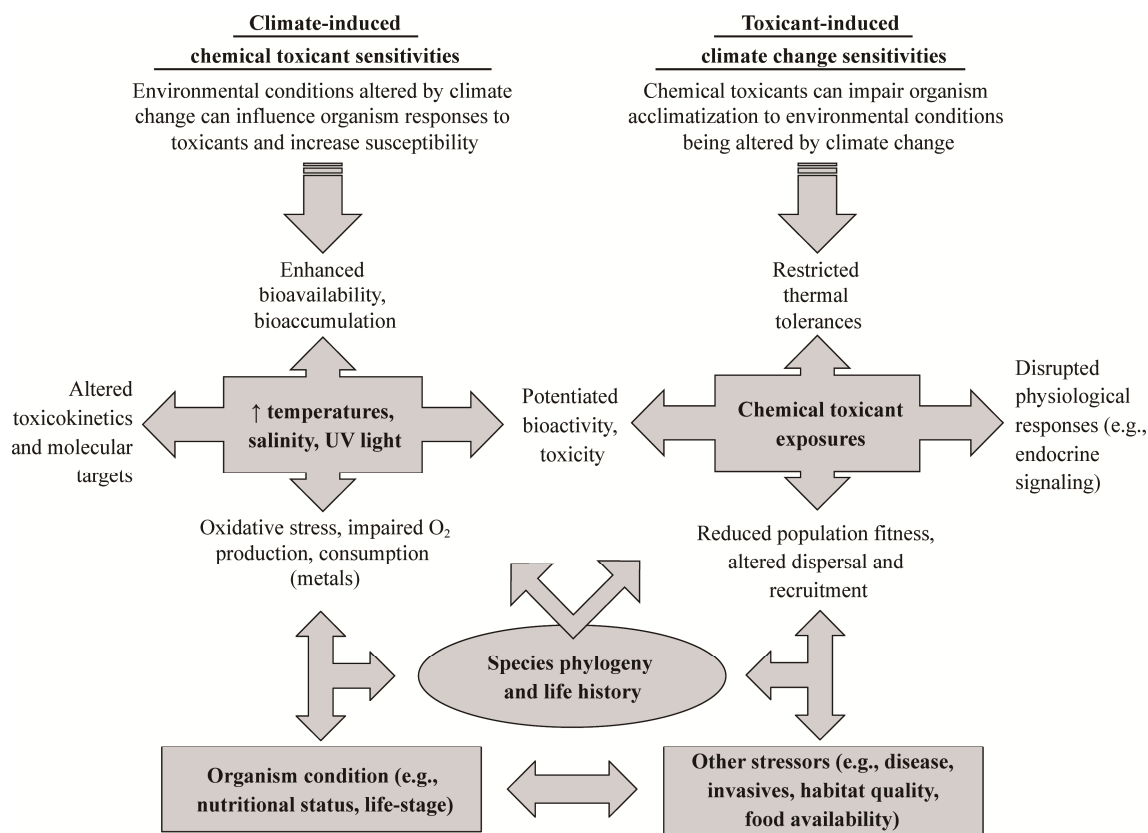 Climate-induced
chemical toxicant sensitivities
Environmental conditions altered by climate
change can influence organism responses to
toxicants and increase susceptibility
Toxicant-induced
climate change sensitivities
Chemical toxicants can impair organism
acclimatization to environmental conditions
being altered by climate change
Enhanced
bioavailability,
bioaccumulation
Restricted
thermal
tolerances
Altered
toxicokinetics
and molecular
targets
↑ temperatures,
salinity, UV light
Potentiated
bioactivity,
toxicity
Chemical toxicant
exposures
Disrupted
physiological
responses (e.g.,
endocrine
signaling)
Oxidative stress, impaired O₂
production, consumption
(metals)
Reduced population fitness,
altered dispersal and
recruitment
Species phylogeny
and life history
Organism condition (e.g.,
nutritional status, life-stage)
Other stressors (e.g., disease,
invasives, habitat quality,
food availability)